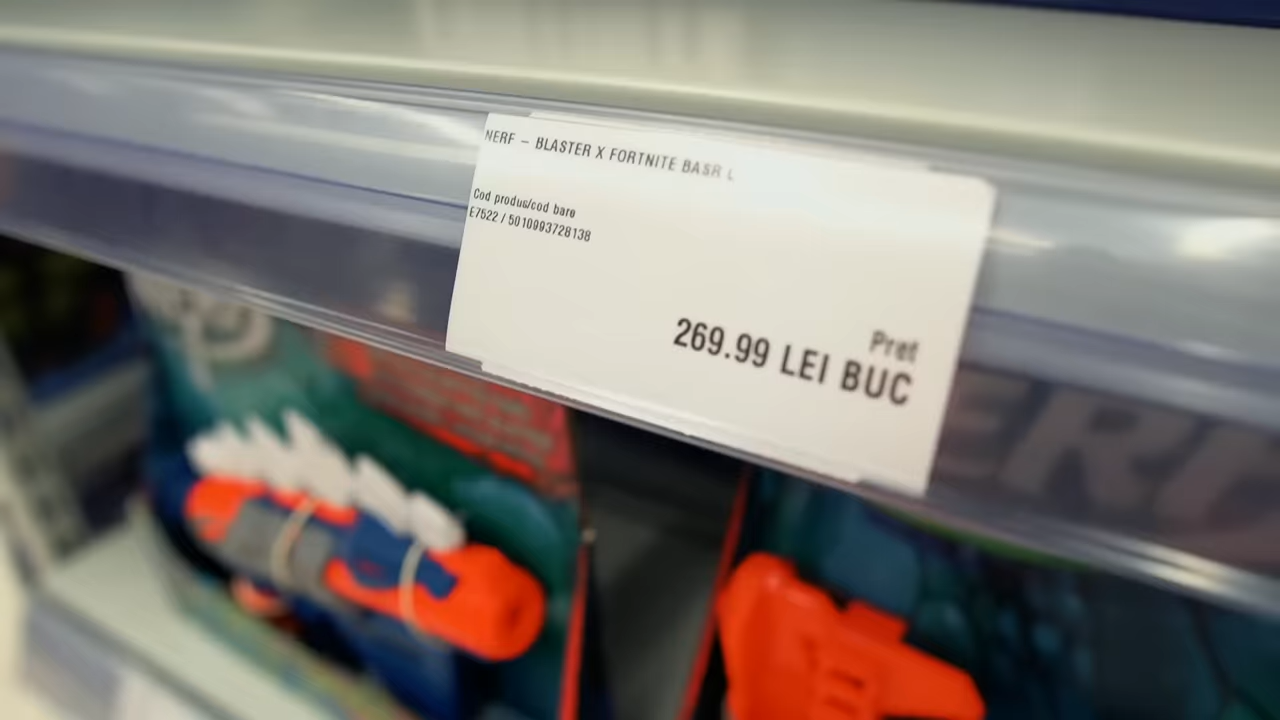 NERF - BLASTER X FORTNITE BASR L
Cod produs/cod bare
E7522 / 5010993728138
Pret
269.99 LEI BUC